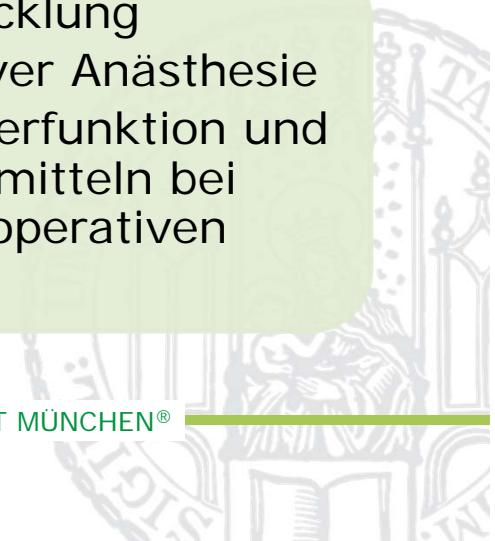 cklung
ver Anästhesie
erfunktion und
mitteln bei
operativen
T MÜNCHEN®